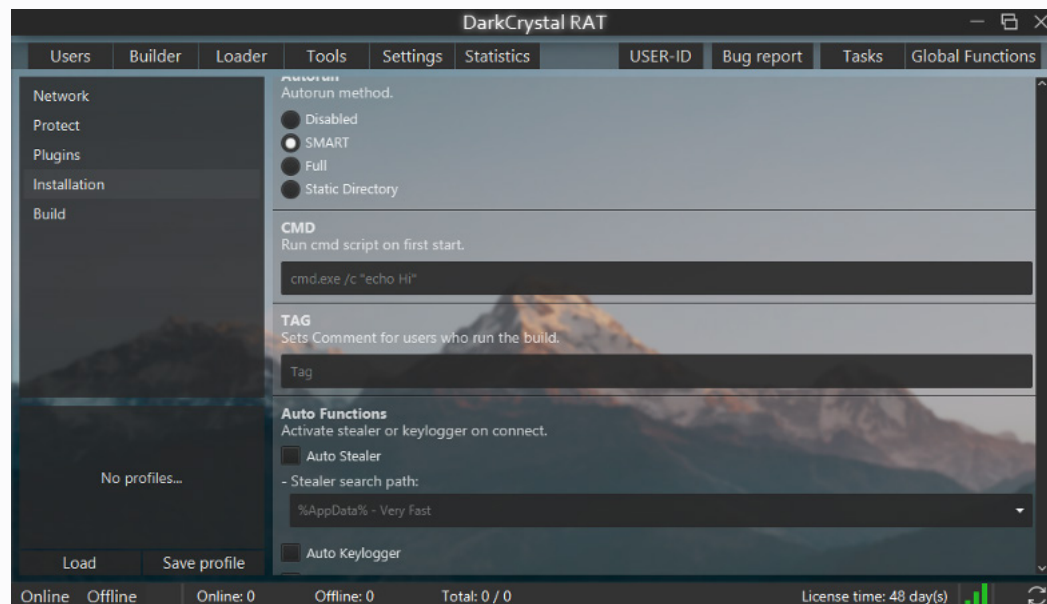 DarkCrystal RAT
Users Builder Loader Tools Settings Statistics USER-ID Bug report Tasks Global Functions
Network
Protect
Plugins
Installation
Build
No profiles...
Load Save profile
Autorun
Autorun method.
Disabled
SMART
Full
Static Directory
CMD
Run cmd script on first start.
cmd.exe /c "echo Hi"
TAG
Sets Comment for users who run the build.
Tag
Auto Functions
Activate stealer or keylogger on connect.
Auto Stealer
- Stealer search path:
%AppData% - Very Fast
Auto Keylogger
Online Offline Online: 0 Offline: 0 Total: 0 / 0 License time: 48 day(s)